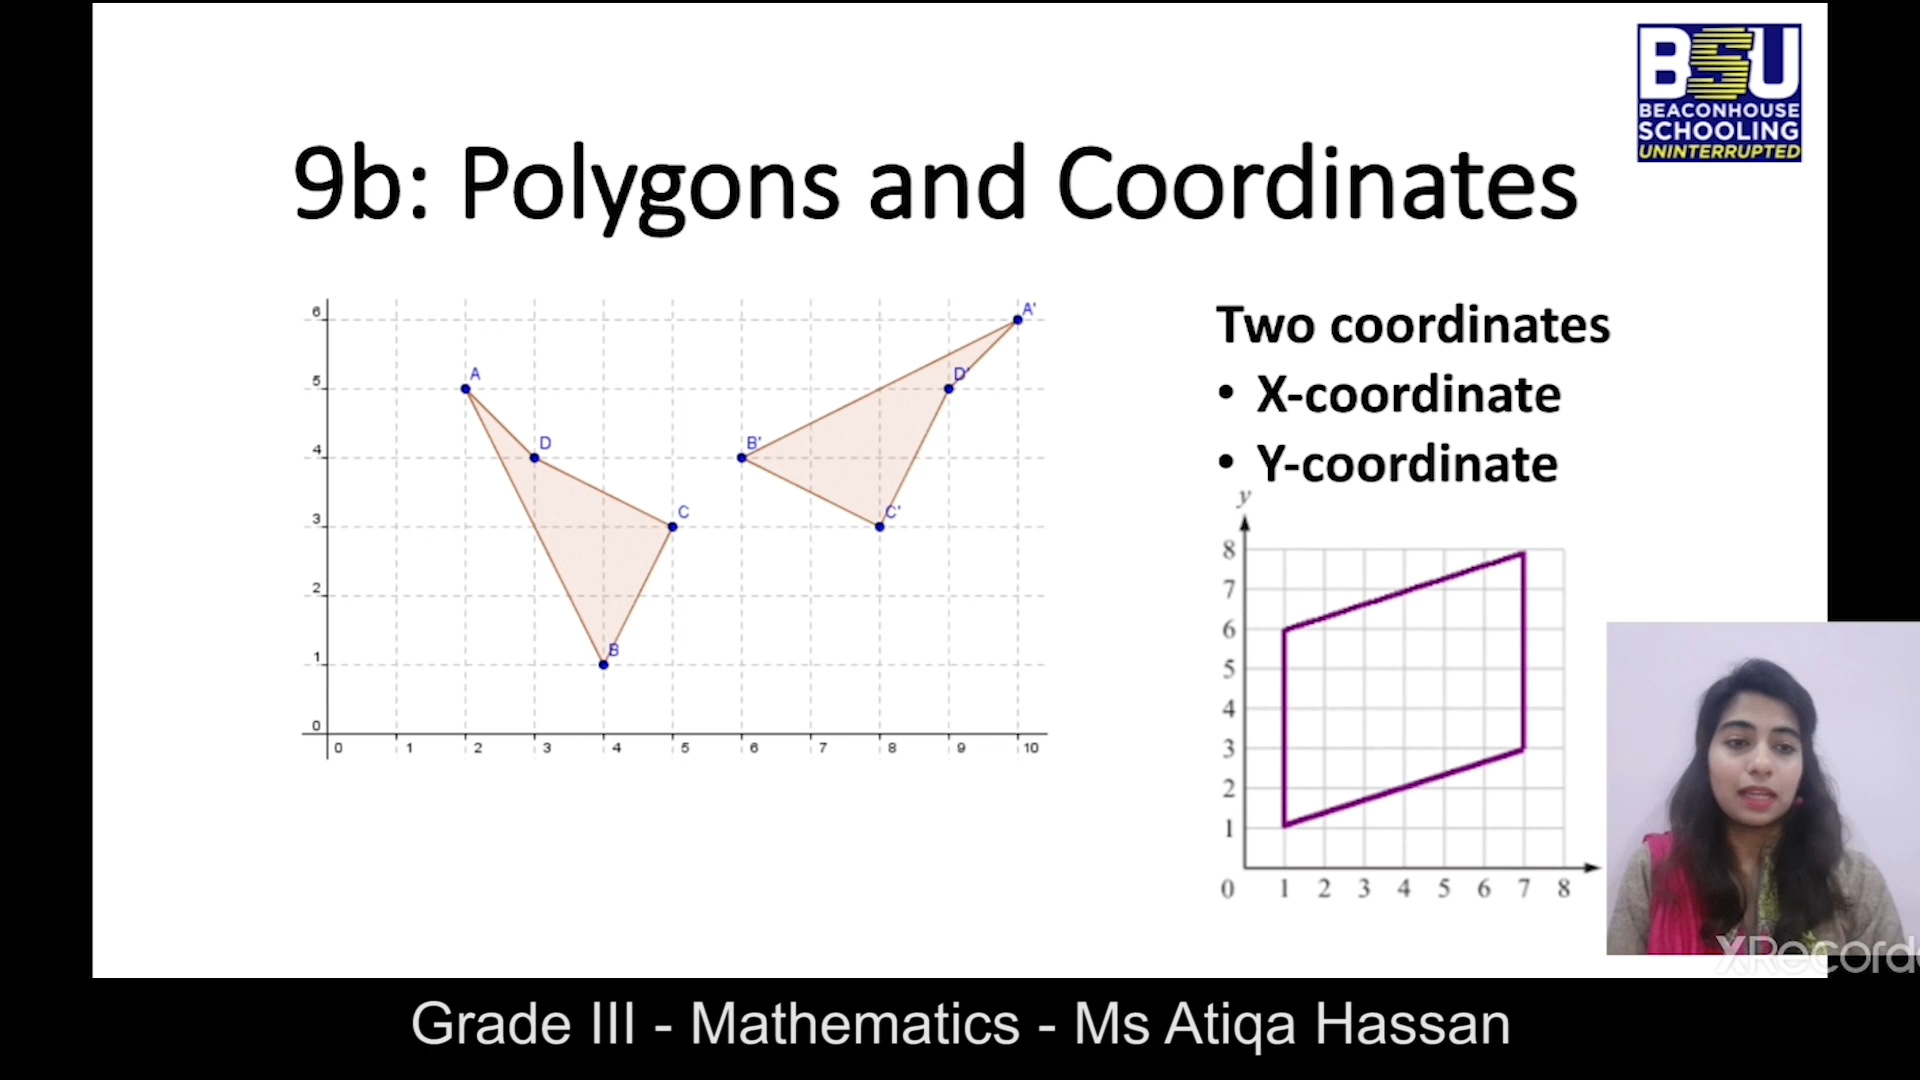 BSU
BEACONHOUSE
SCHOOLING
UNINTERRUPTED
9b: Polygons and Coordinates
6
5
4
3
2
1
0
0 1 2 3 4 5 6 7 8 9 10
A
D
C
B
A'
D'
B'
C'
Two coordinates
• X-coordinate
• Y-coordinate
y
8
7
6
5
4
3
2
1
0 1 2 3 4 5 6 7 8
XRecorde
Grade III - Mathematics - Ms Atiqa Hassan